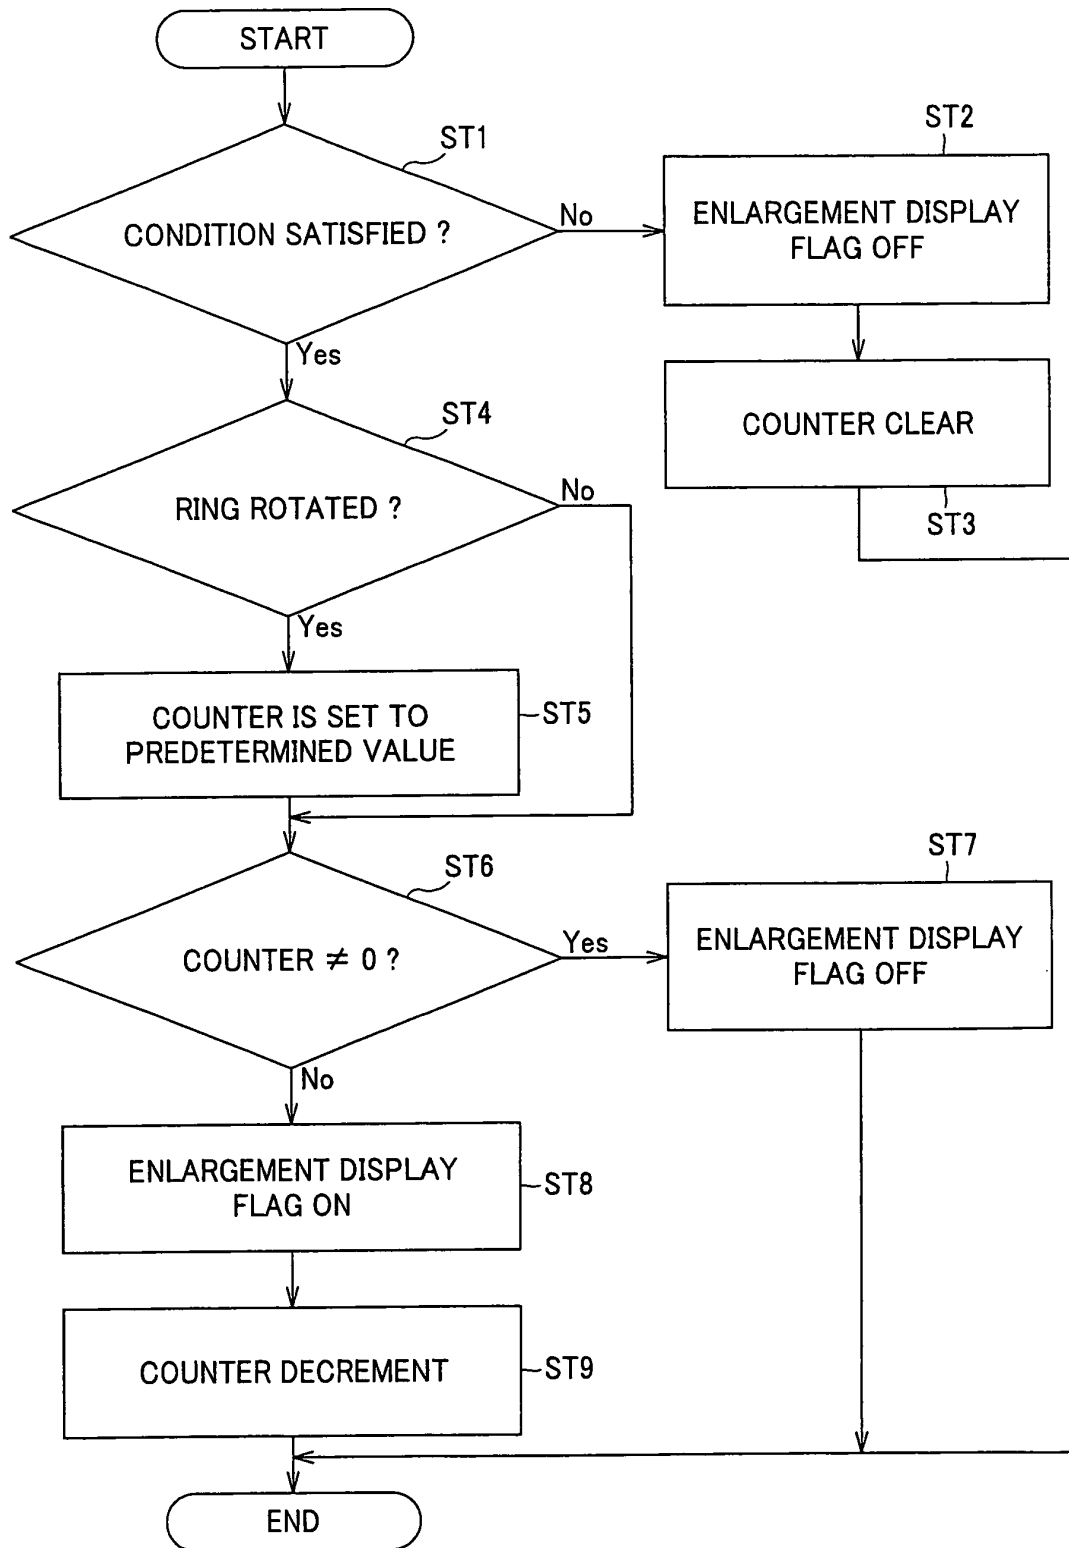 START
ST1
CONDITION SATISFIED ?
No
ST2
ENLARGEMENT DISPLAY
FLAG OFF
Yes
COUNTER CLEAR
ST3
ST4
RING ROTATED ?
No
Yes
COUNTER IS SET TO
PREDETERMINED VALUE
ST5
ST6
COUNTER ≠ 0 ?
Yes
ST7
ENLARGEMENT DISPLAY
FLAG OFF
No
ENLARGEMENT DISPLAY
FLAG ON
ST8
COUNTER DECREMENT
ST9
END